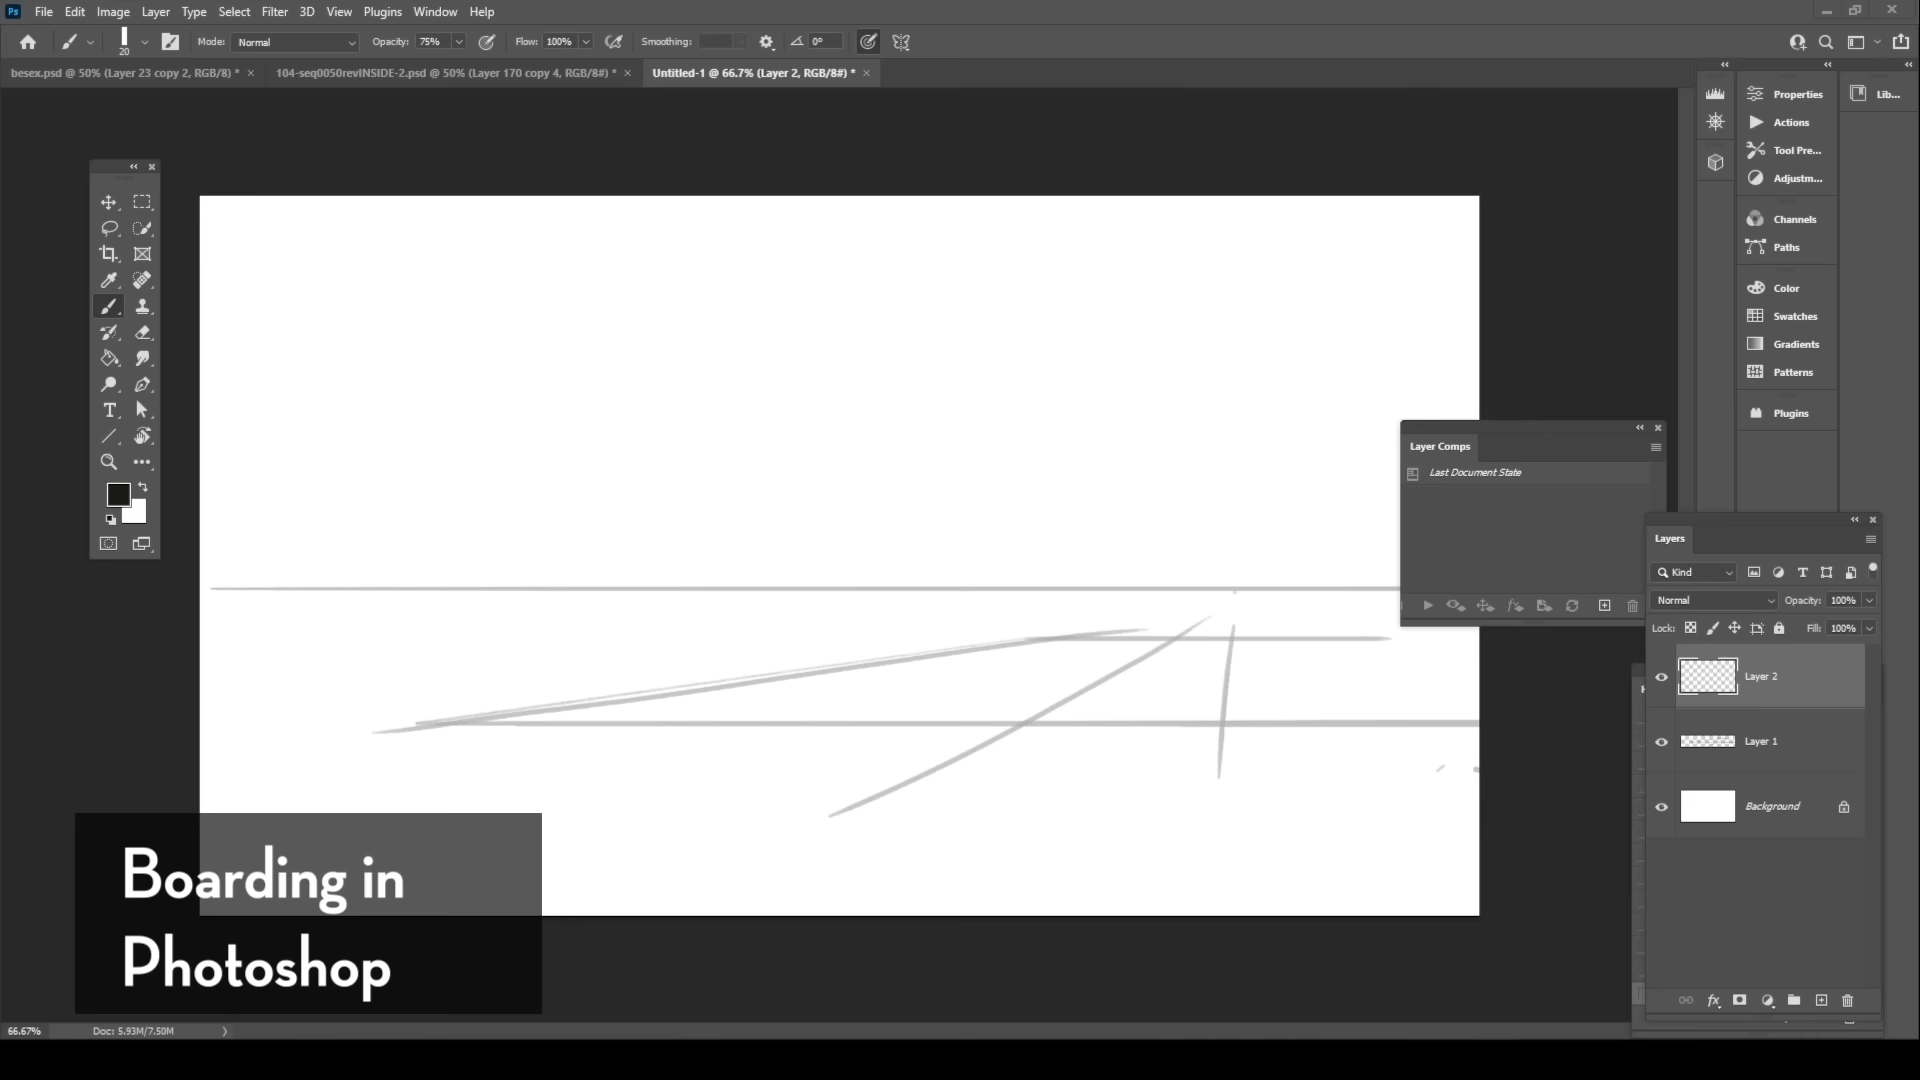 Ps File Edit Image Layer Type Select Filter 3D View Plugins Window Help
20 Mode: Normal Opacity: 75% Flow: 100% Smoothing: 0°
besex.psd @ 50% (Layer 23 copy 2, RGB/8) * × 104-seq0050revINSIDE-2.psd @ 50% (Layer 170 copy 4, RGB/8#) * × Untitled-1 @ 66.7% (Layer 2, RGB/8#) * ×
Properties
Lib...
Actions
Tool Pre...
Adjustm...
Channels
Paths
Color
Swatches
Gradients
Patterns
Plugins
Layer Comps
Last Document State
Layers
Kind
Normal Opacity: 100%
Lock: Fill: 100%
Layer 2
Layer 1
Background
fx
Boarding in
Photoshop
66.67% Doc: 5.93M/7.50M